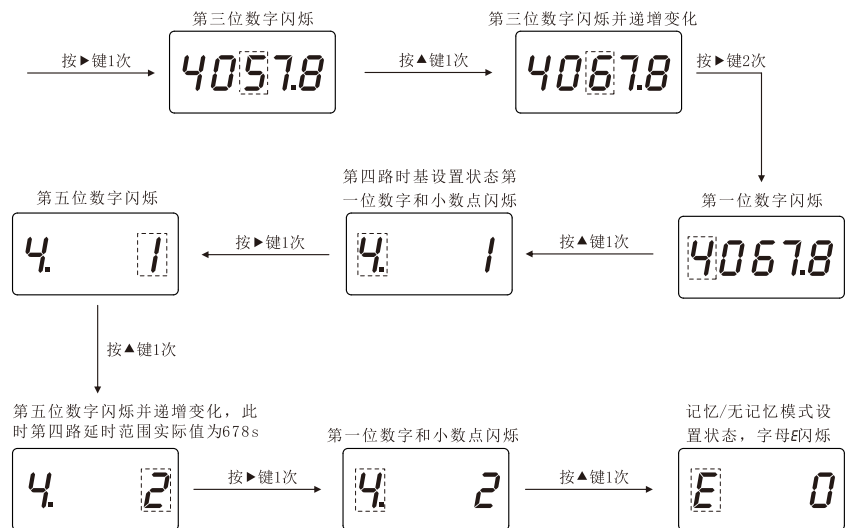 第三位数字闪烁
按▶键1次
4057.8
按▲键1次
第三位数字闪烁并递增变化
4067.8
按▶键2次
第一位数字闪烁
4067.8
按▲键1次
第四路时基设置状态第
一位数字和小数点闪烁
4. 1
按▶键1次
第五位数字闪烁
4. 1
按▲键1次
第五位数字闪烁并递增变化，此
时第四路延时范围实际值为678s
4. 2
按▶键1次
第一位数字和小数点闪烁
4. 2
按▲键1次
记忆/无记忆模式设
置状态，字母E闪烁
E 0